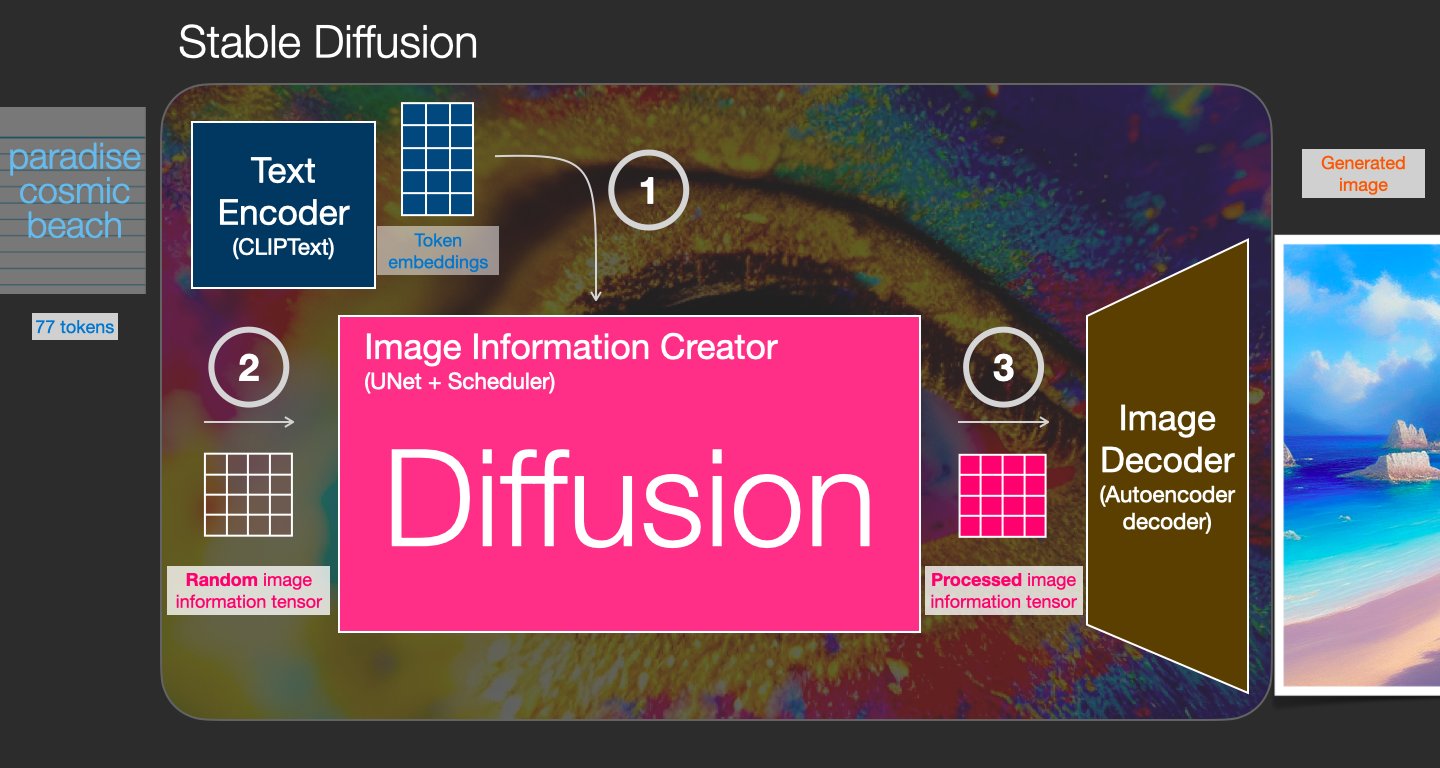 Stable Diffusion
paradise
cosmic
beach
77 tokens
Text
Encoder
(CLIPText)
Token
embeddings
1
2
Random image
information tensor
Image Information Creator
(UNet + Scheduler)
Diffusion
3
Processed image
information tensor
Image
Decoder
(Autoencoder
decoder)
Generated
image